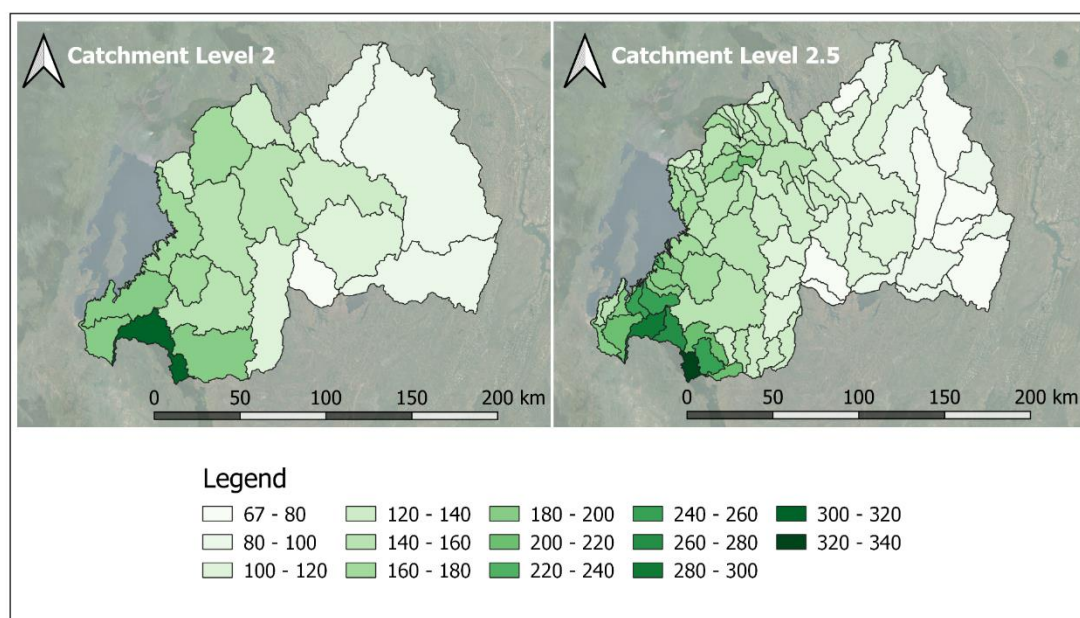 Catchment Level 2
Catchment Level 2.5
0 50 100 150 200 km
0 50 100 150 200 km
Legend
67 - 80 120 - 140 180 - 200 240 - 260 300 - 320
80 - 100 140 - 160 200 - 220 260 - 280 320 - 340
100 - 120 160 - 180 220 - 240 280 - 300